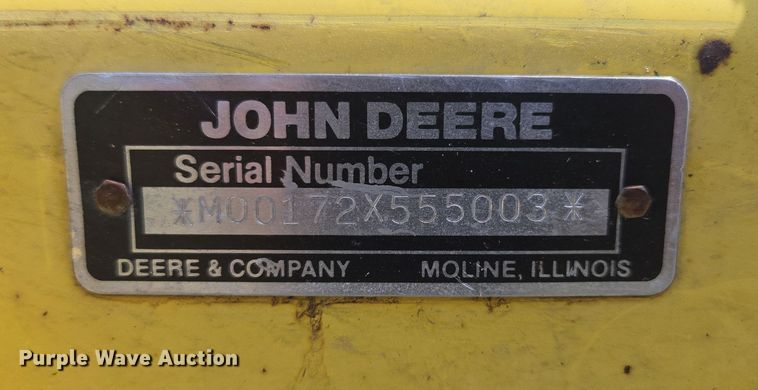 JOHN DEERE
Serial Number
*M00172X555003*
DEERE & COMPANY MOLINE, ILLINOIS
Purple Wave Auction